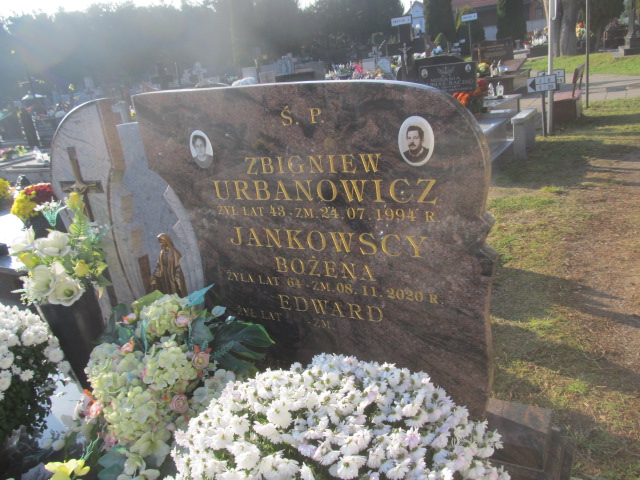 Ś. P.
ZBIGNIEW
URBANOWICZ
ŻYŁ LAT 43 · ZM. 24.07. 1994 R.
JANKOWSCY
BOŻENA
ŻYŁA LAT 64 · ZM. 08.11. 2020 R.
EDWARD
ŻYŁ LAT ZM.